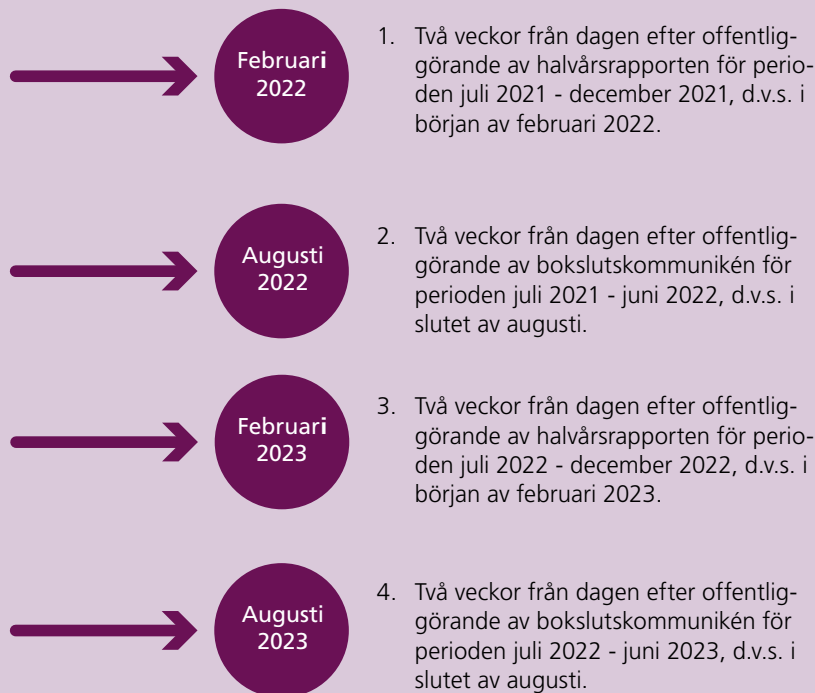 Februari
2022
1. Två veckor från dagen efter offentlig-
görande av halvårsrapporten för perio-
den juli 2021 - december 2021, d.v.s. i
början av februari 2022.
Augusti
2022
2. Två veckor från dagen efter offentlig-
görande av bokslutskommunikén för
perioden juli 2021 - juni 2022, d.v.s. i
slutet av augusti.
Februari
2023
3. Två veckor från dagen efter offentlig-
görande av halvårsrapporten för perio-
den juli 2022 - december 2022, d.v.s. i
början av februari 2023.
Augusti
2023
4. Två veckor från dagen efter offentlig-
görande av bokslutskommunikén för
perioden juli 2022 - juni 2023, d.v.s. i
slutet av augusti.